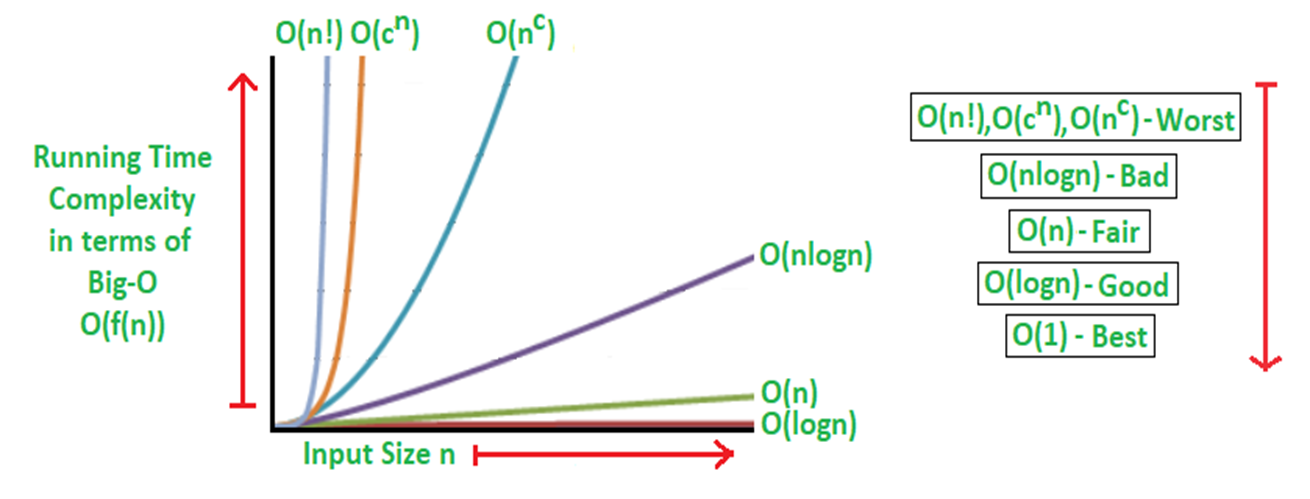 O(n!) O(cⁿ) O(nᶜ)
Running Time
Complexity
in terms of
Big-O
O(f(n))
O(nlogn)
O(n)
O(logn)
Input Size n
O(n!),O(cⁿ),O(nᶜ)-Worst
O(nlogn) - Bad
O(n) - Fair
O(logn) - Good
O(1) - Best